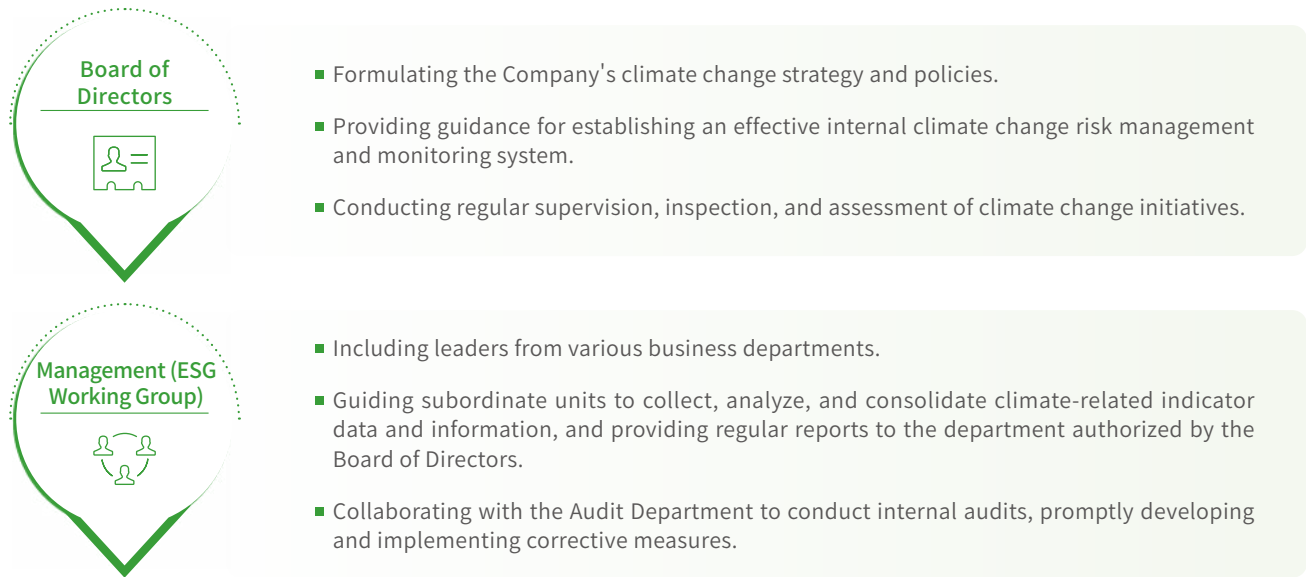 Board of
Directors
■ Formulating the Company's climate change strategy and policies.
■ Providing guidance for establishing an effective internal climate change risk management
and monitoring system.
■ Conducting regular supervision, inspection, and assessment of climate change initiatives.
Management (ESG
Working Group)
■ Including leaders from various business departments.
■ Guiding subordinate units to collect, analyze, and consolidate climate-related indicator
data and information, and providing regular reports to the department authorized by the
Board of Directors.
■ Collaborating with the Audit Department to conduct internal audits, promptly developing
and implementing corrective measures.